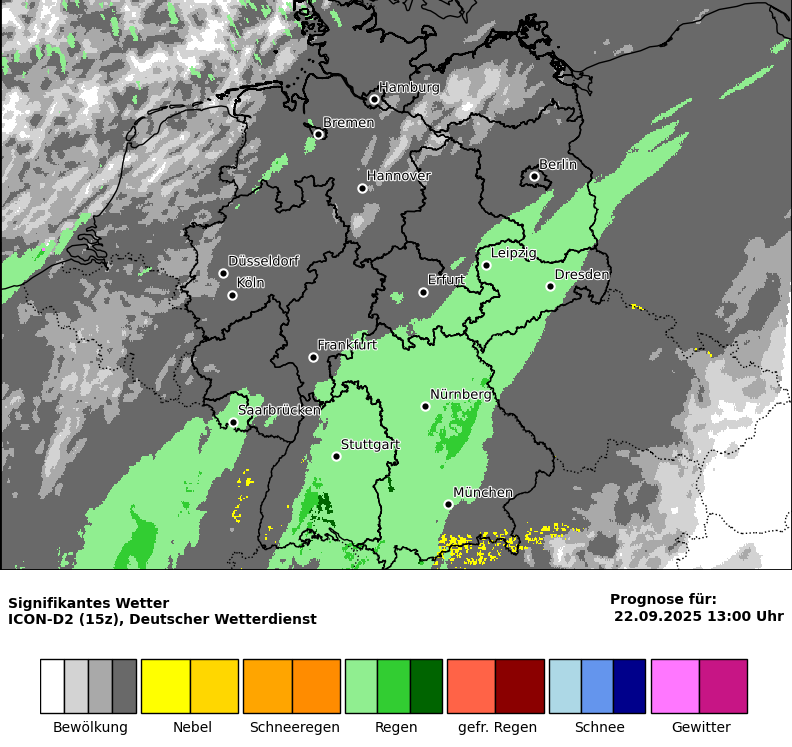 Hamburg
Bremen
Berlin
Hannover
Leipzig
Düsseldorf
Dresden
Köln
Erfurt
Frankfurt
Nürnberg
Saarbrücken
Stuttgart
München
Signifikantes Wetter
ICON-D2 (15z), Deutscher Wetterdienst
Prognose für:
22.09.2025 13:00 Uhr
Bewölkung Nebel Schneeregen Regen gefr. Regen Schnee Gewitter